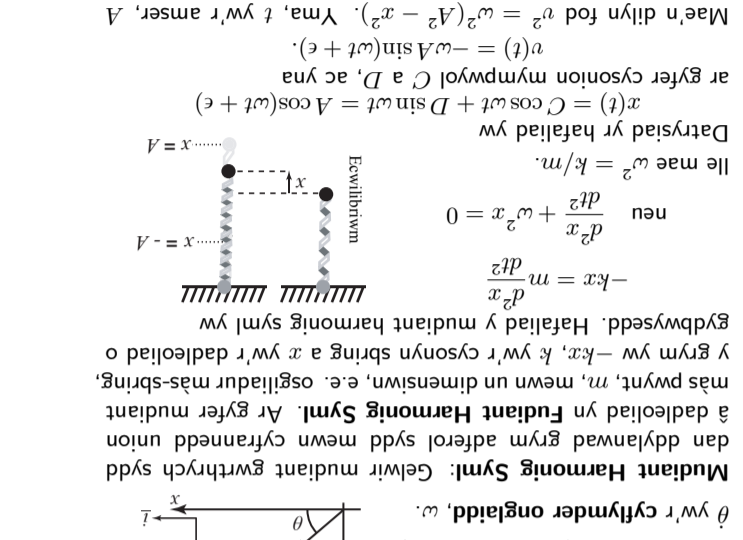 θ̇ yw'r cyflymder onglaidd, ω.
θ
x
i
Mudiant Harmonig Syml: Gelwir mudiant gwrthrych sydd
dan ddylanwad grym adferol sydd mewn cyfrannedd union
â dadleoliad yn Fudiant Harmonig Syml. Ar gyfer mudiant
màs pwynt, m, mewn un dimensiwn, e.e. osgiliadur màs-sbring,
y grym yw −kx, k yw'r cysonyn sbring a x yw'r dadleoliad o
gydbwysedd. Hafaliad y mudiant harmonig syml yw
−kx = m d²x/dt²
neu d²x/dt² + ω²x = 0
lle mae ω² = k/m.
Ecwilibriwm
x
x = - A
x = A
Datrysiad yr hafaliad yw
x(t) = C cos ωt + D sin ωt = A cos(ωt + ϵ)
ar gyfer cysonion mympwyol C a D, ac yna
v(t) = −ωA sin(ωt + ϵ).
Mae'n dilyn fod v² = ω²(A² − x²). Yma, t yw'r amser, A